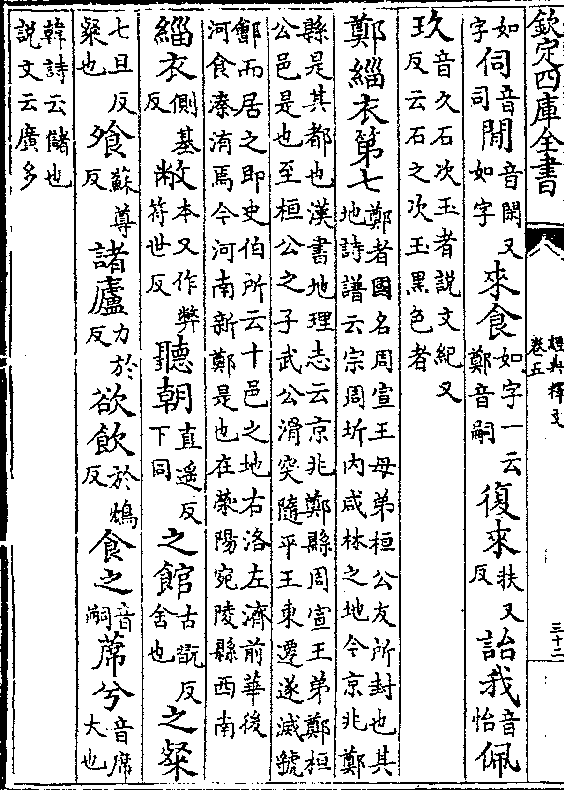 欽定四庫全書
經典釋文
卷五
三十二
如字伺音司閒音閑又如字來食如字一云鄭音嗣復來扶又反詒我音怡佩
玖音久石次玉者說文紀又反云石之次玉黑色者
鄭緇衣第七鄭者國名周宣王母弟桓公友所封也其地詩譜云宗周圻内咸林之地今京兆鄭
縣是其都也漢書地理志云京兆鄭縣周宣王弟鄭桓公邑是也至桓公之子武公滑突隨平王東遷遂滅虢
鄶而居之即史伯所云十邑之地右洛左濟前華後河食溱洧焉今河南新鄭是也在滎陽宛陵縣西南
緇衣側基反敝本又作弊符世反聽朝直遥反下同之館古翫反舍也之粲
七旦反粲也飱蘇尊反諸廬力於反欲飲於鴆反食之音嗣蓆兮音席大也
韓詩云儲也說文云廣多